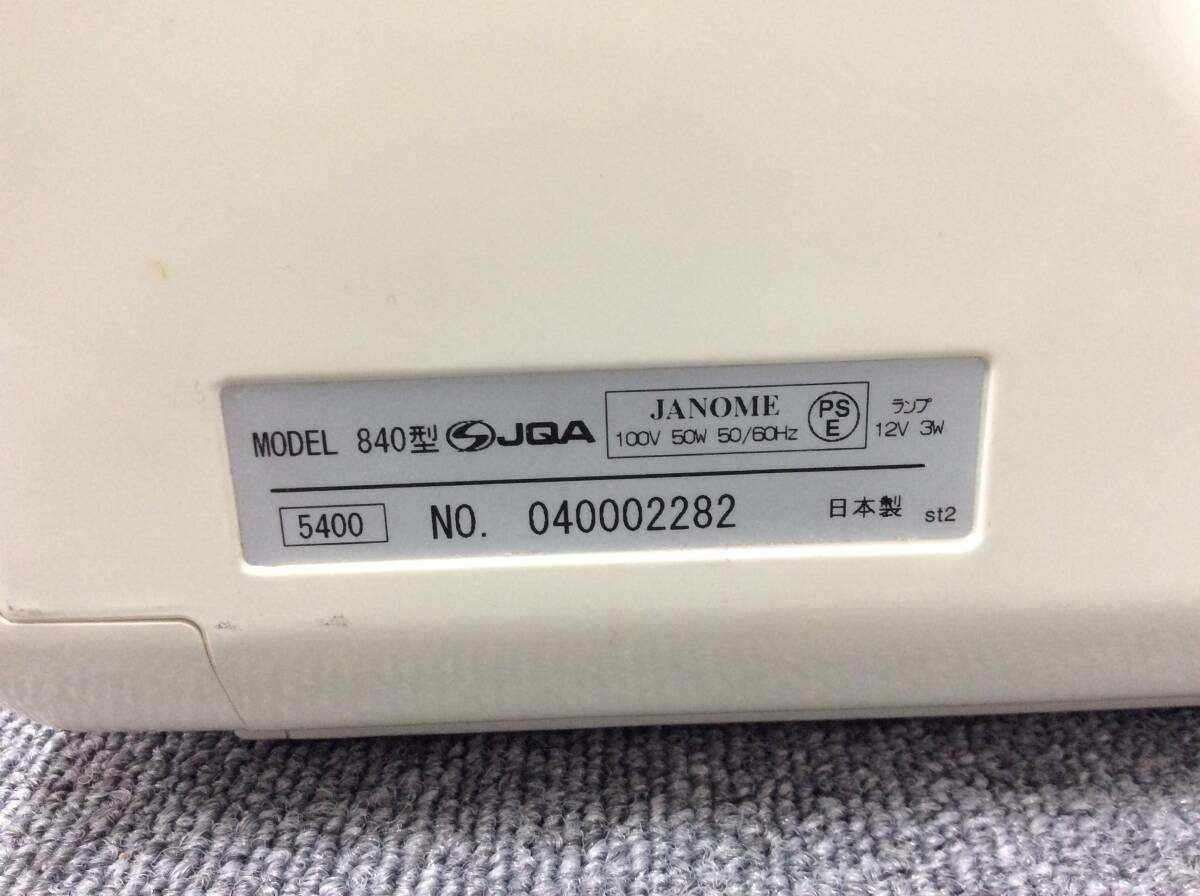 MODEL 840型 JQA
JANOME
100V 50W 50/60Hz
PS
E
ランプ
12V 3W
5400 NO. 040002282 日本製 st2